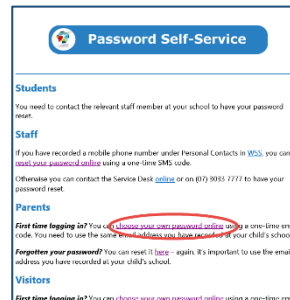 Password Self-Service
Students
You need to contact the relevant staff member at your school to have your password
reset.
Staff
If you have recorded a mobile phone number under Personal Contacts in WSS, you can
reset your password online using a one-time SMS code.
Otherwise you can contact the Service Desk online or on (07) 3033 7777 to have your
password reset.
Parents
First time logging in? You can choose your own password online using a one-time em
code. You need to use the same email address you have recorded at your child's schoo
Forgotten your password? You can reset it here – again, it's important to use the emai
address you have recorded at your child's school.
Visitors
First time logging in? You can choose your own password online using a one-time em